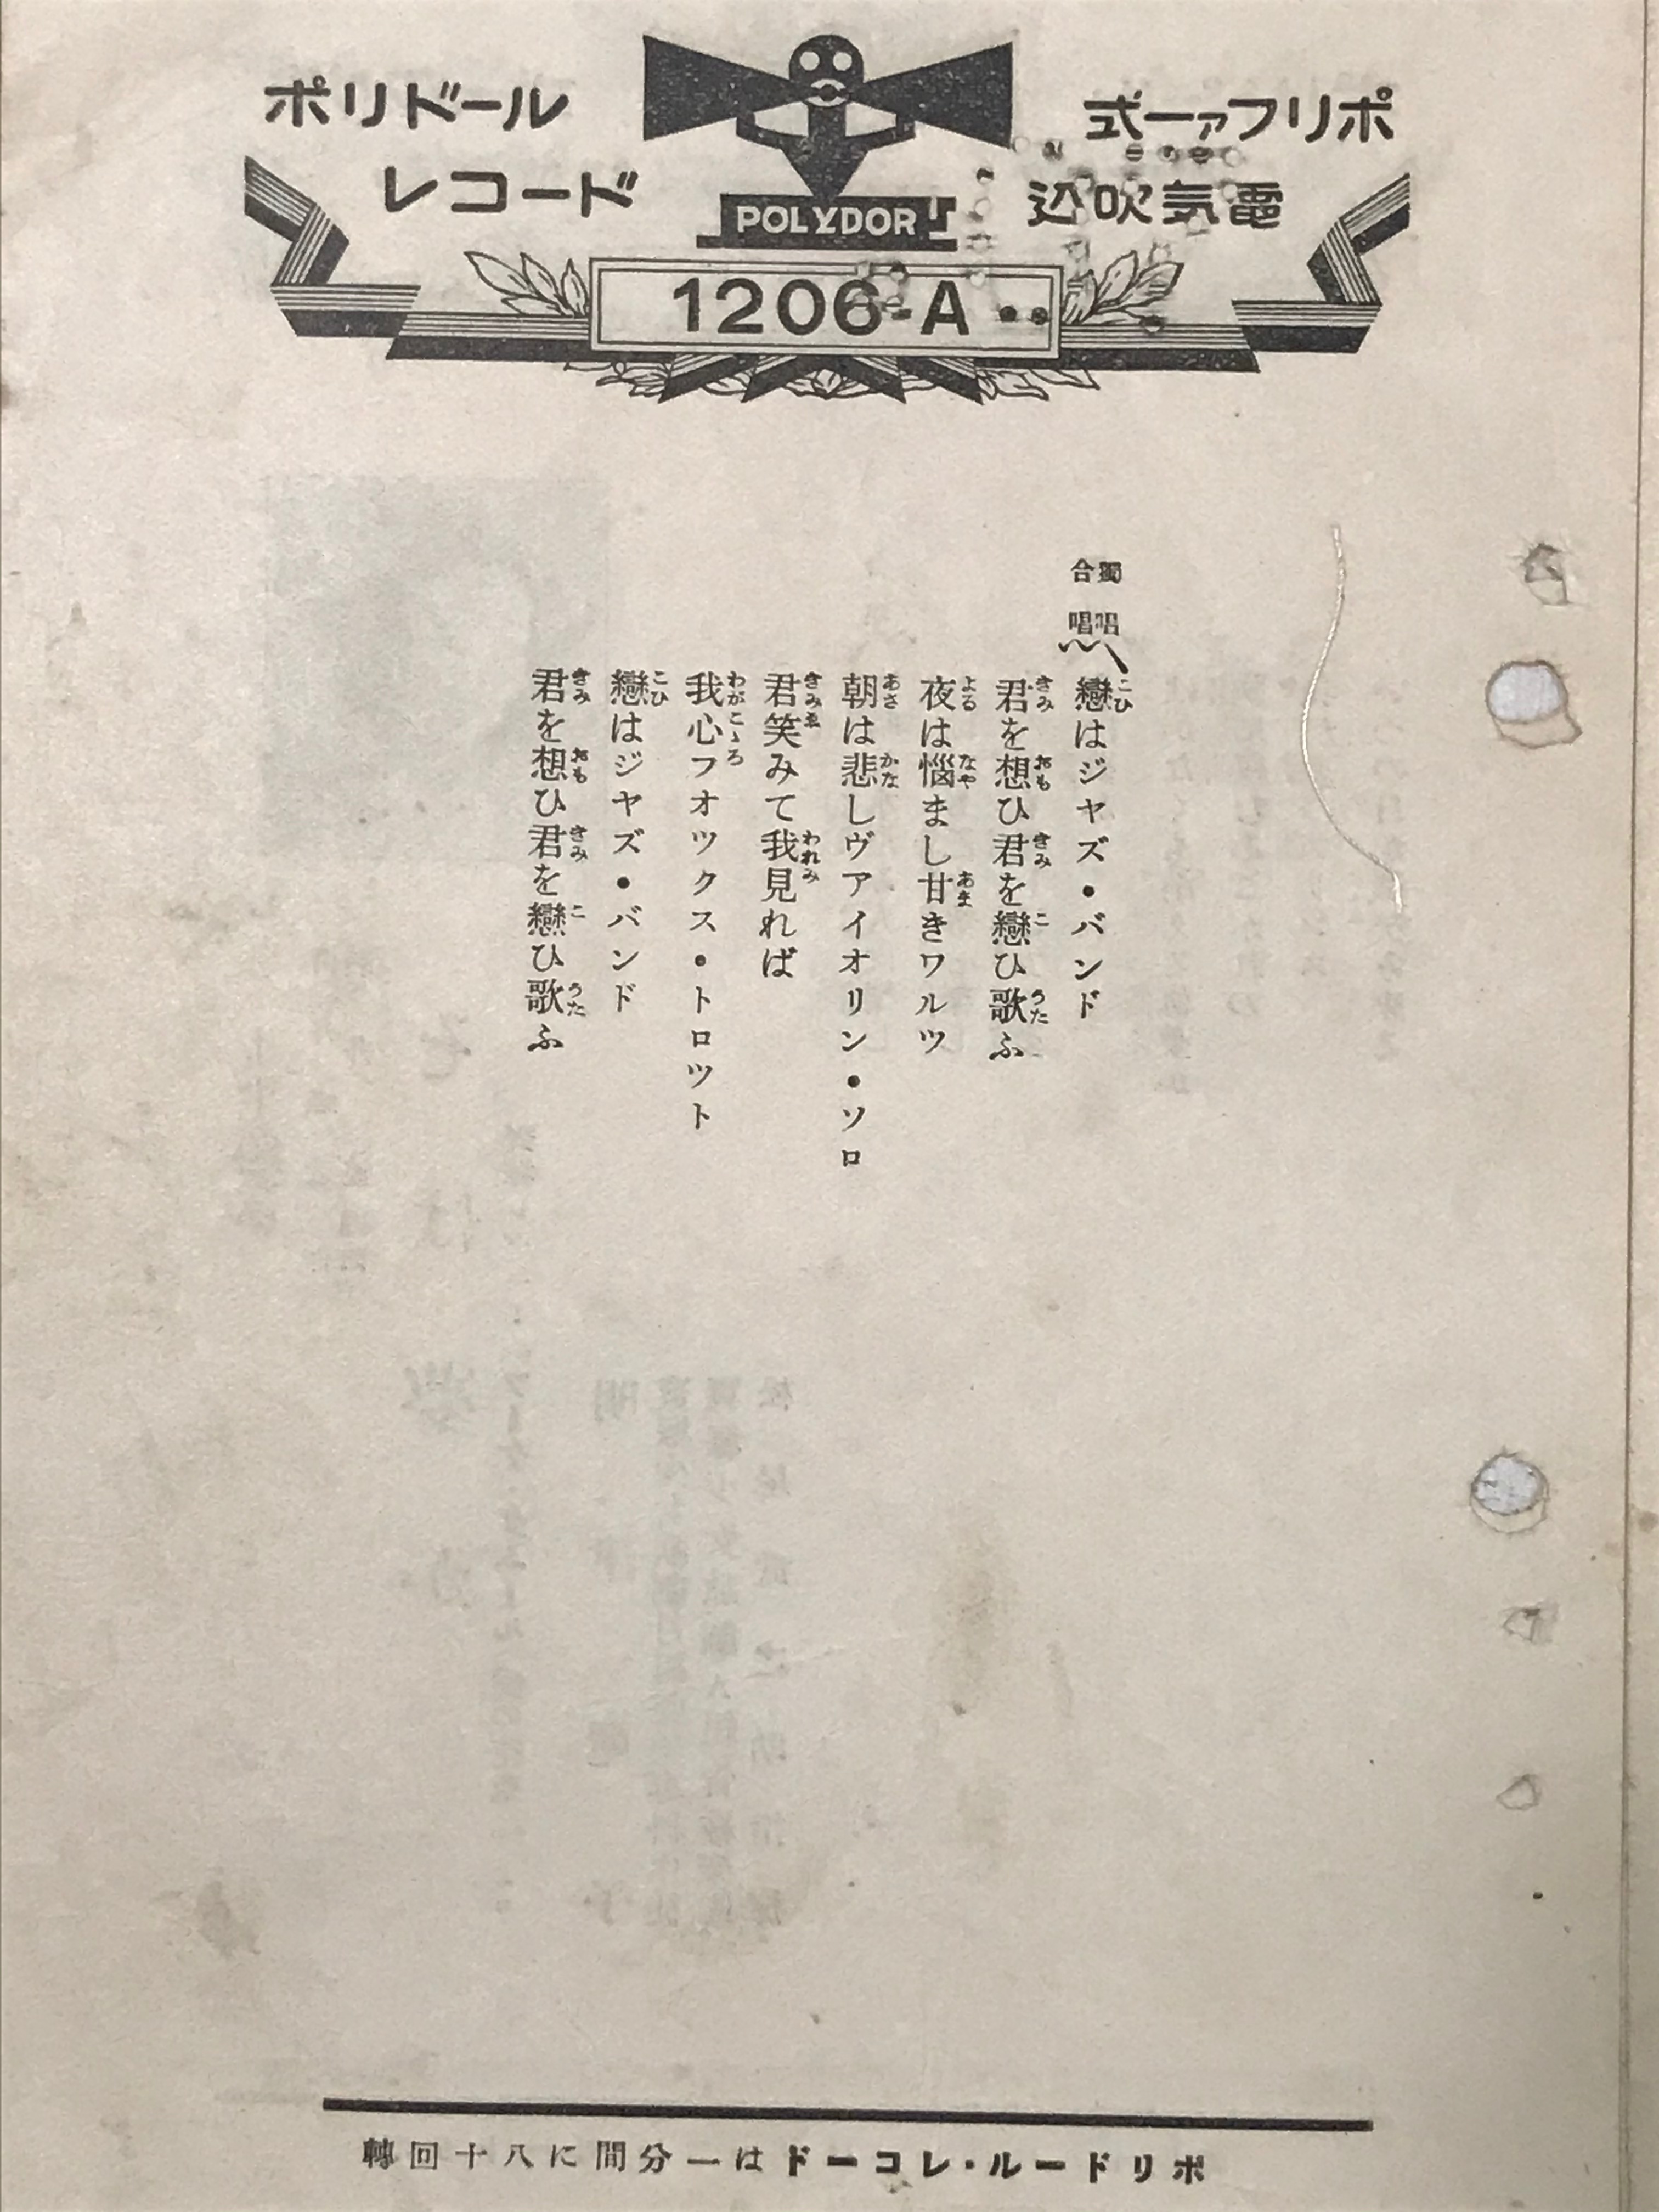 ポリドール
レコード
ポリファー式
電気吹込
POLYDOR
1206-A
獨唱
合唱
戀はジヤズ・バンド
君を想ひ君を戀ひ歌ふ
夜は惱まし甘きワルツ
朝は悲しヴアイオリン・ソロ
君笑みて我見れば
我心フオツクス・トロツト
戀はジヤズ・バンド
君を想ひ君を戀ひ歌ふ
ポリドール・レコードは一分間に八十回轉